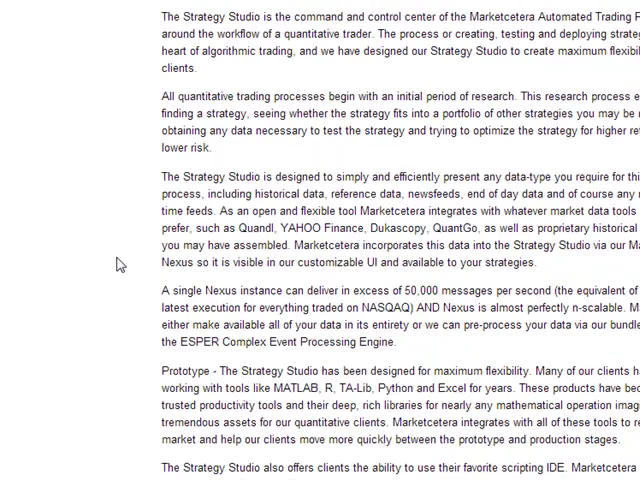 The Strategy Studio is the command and control center of the Marketcetera Automated Trading
around the workflow of a quantitative trader. The process or creating, testing and deploying
heart of algorithmic trading, and we have designed our Strategy Studio to create maximum
clients.
All quantitative trading processes begin with an initial period of research. This research process
finding a strategy, seeing whether the strategy fits into a portfolio of other strategies you may be
obtaining any data necessary to test the strategy and trying to optimize the strategy for higher
lower risk.
The Strategy Studio is designed to simply and efficiently present any data-type you require for
process, including historical data, reference data, newsfeeds, end of day data and of course any
time feeds. As an open and flexible tool Marketcetera integrates with whatever market data tools
prefer, such as Quandl, YAHOO Finance, Dukascopy, QuantGo, as well as proprietary historical
you may have assembled. Marketcetera incorporates this data into the Strategy Studio via our
Nexus so it is visible in our customizable UI and available to your strategies.
A single Nexus instance can deliver in excess of 50,000 messages per second (the equivalent of
latest execution for everything traded on NASQAQ) AND Nexus is almost perfectly n-scalable.
either make available all of your data in its entirety or we can pre-process your data via our
the ESPER Complex Event Processing Engine.
Prototype - The Strategy Studio has been designed for maximum flexibility. Many of our clients
working with tools like MATLAB, R, TA-Lib, Python and Excel for years. These products have
trusted productivity tools and their deep, rich libraries for nearly any mathematical operation
tremendous assets for our quantitative clients. Marketcetera integrates with all of these tools to
market and help our clients move more quickly between the prototype and production stages.
The Strategy Studio also offers clients the ability to use their favorite scripting IDE. Marketcetera